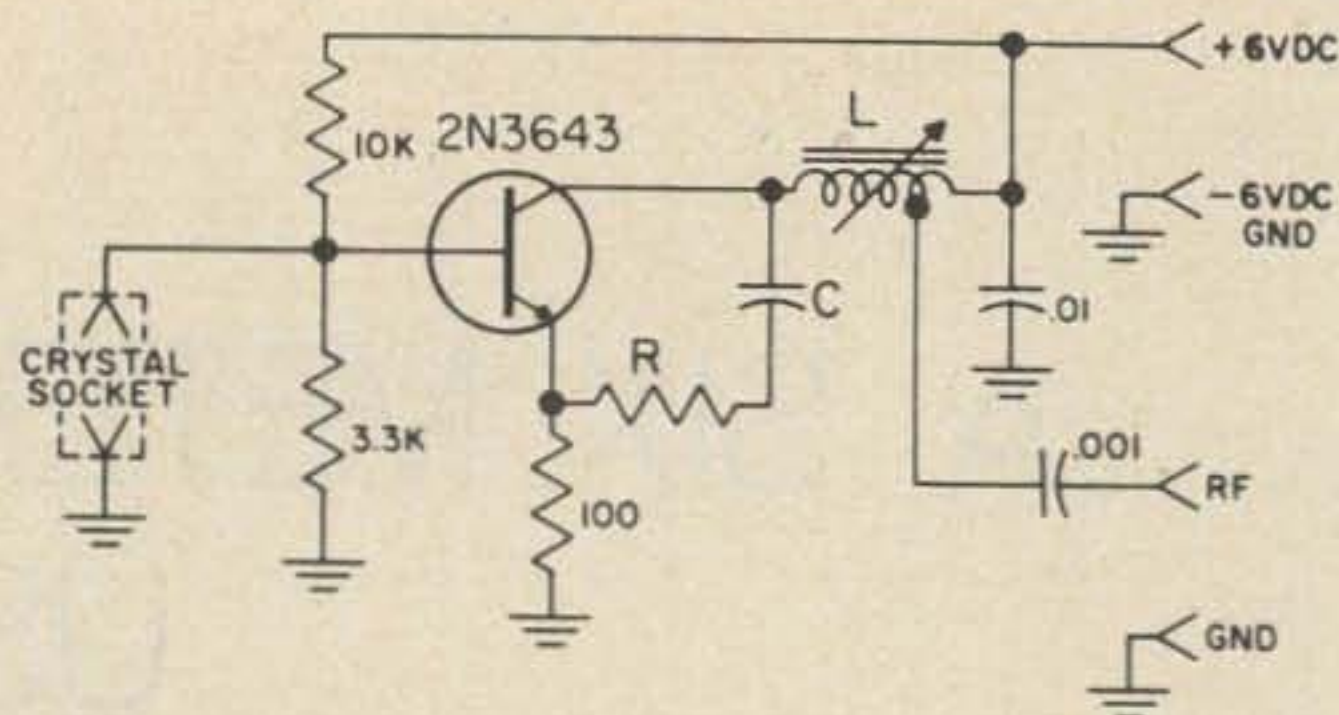 +6VDC
L
10K
2N3643
-6VDC
GND
C
.01
CRYSTAL
SOCKET
R
3.3K
.001
RF
100
GND